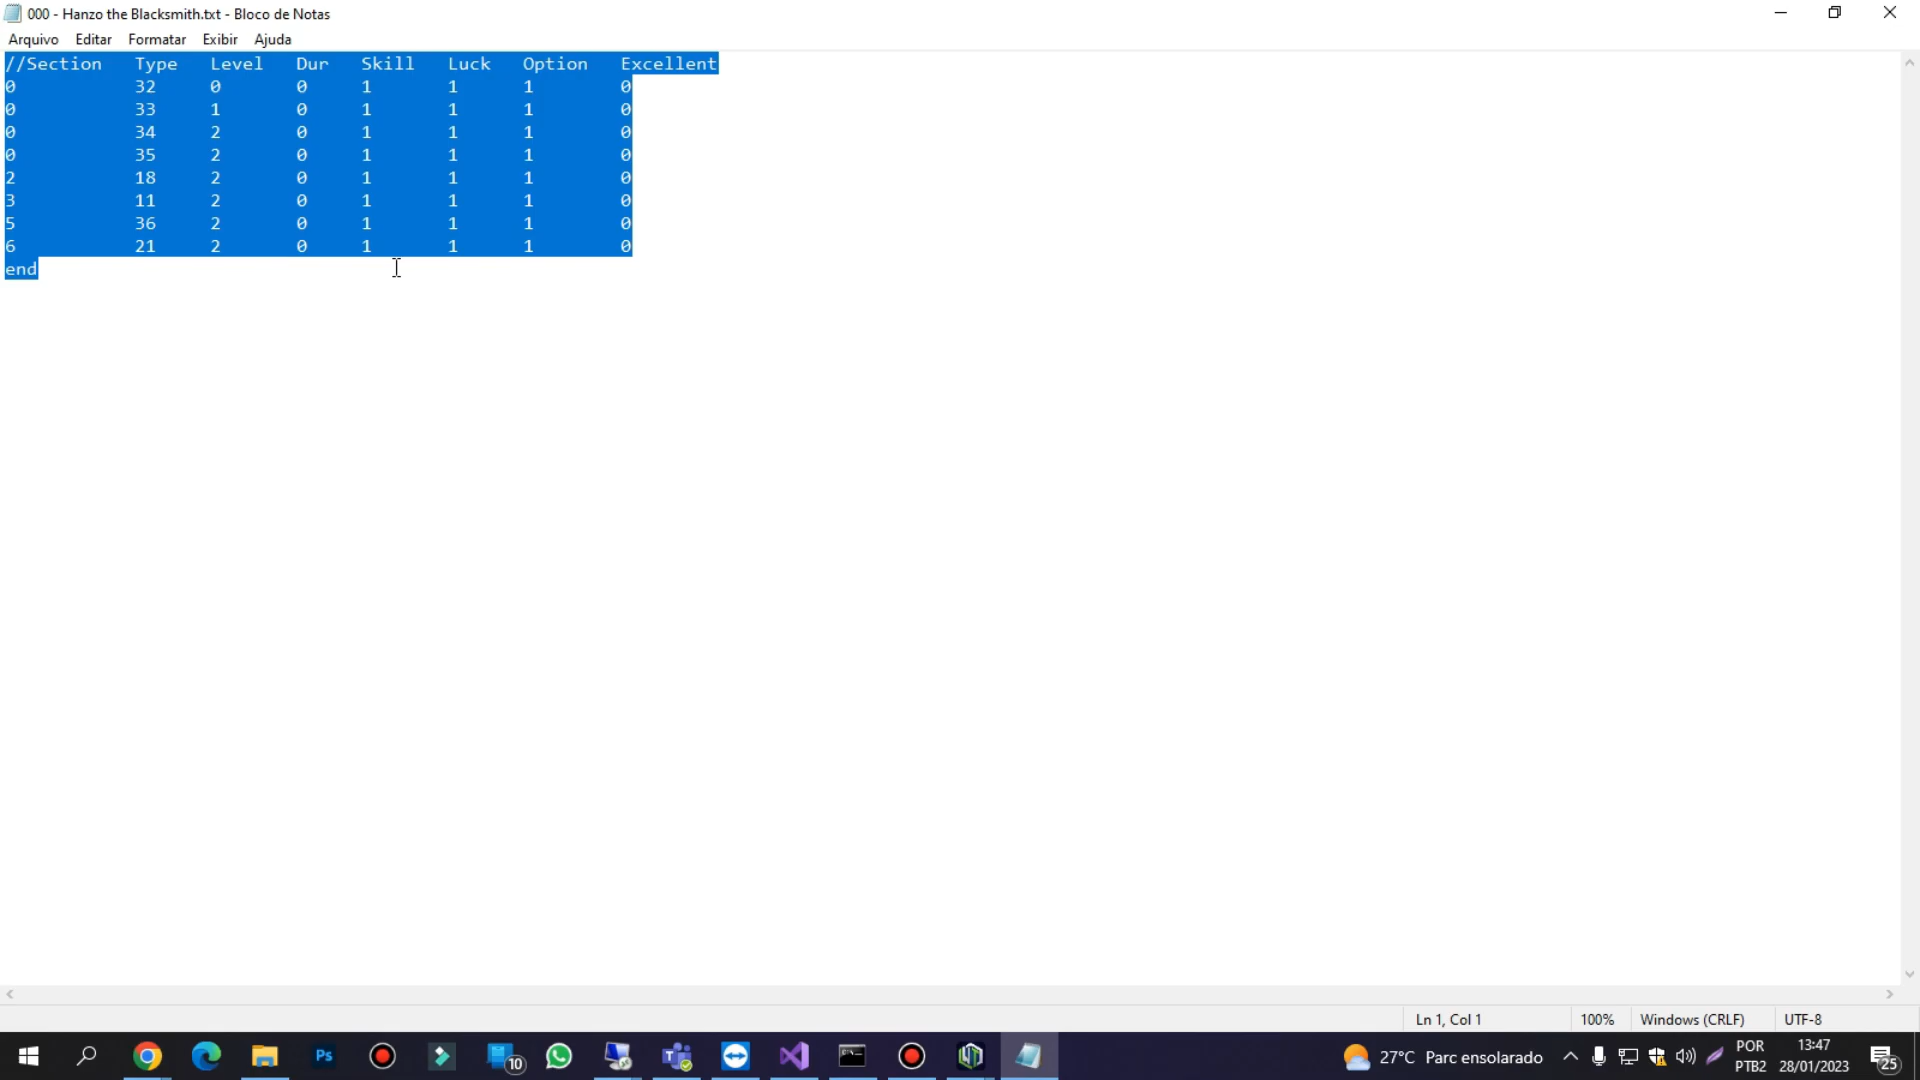 000 - Hanzo the Blacksmith.txt - Bloco de Notas
Arquivo Editar Formatar Exibir Ajuda
//Section Type Level Dur Skill Luck Option Excellent
0 32 0 0 1 1 1 0
0 33 1 0 1 1 1 0
0 34 2 0 1 1 1 0
0 35 2 0 1 1 1 0
2 18 2 0 1 1 1 0
3 11 2 0 1 1 1 0
5 36 2 0 1 1 1 0
6 21 2 0 1 1 1 0
end
Ln 1, Col 1 100% Windows (CRLF) UTF-8
Ps 10 27°C Parc ensolarado POR 13:47
PTB2 28/01/2023 25